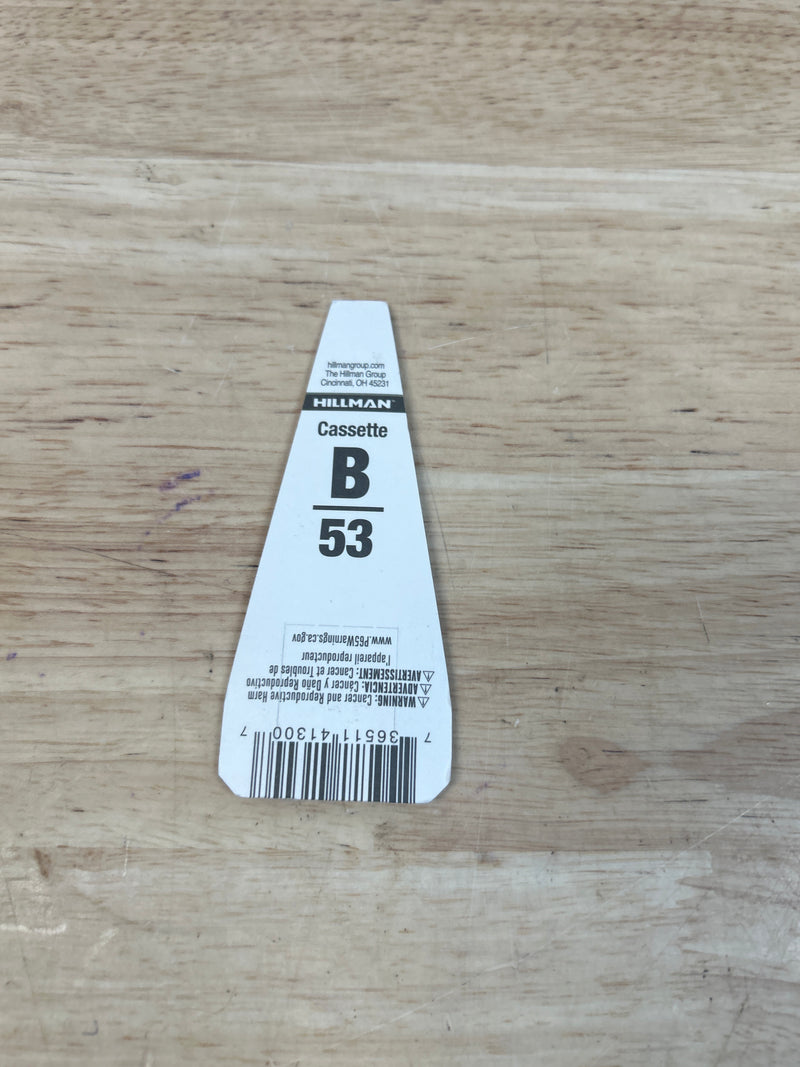 hillmangroup.com
The Hillman Group
Cincinnati, OH 45231
HILLMAN
Cassette
B
53
⚠ WARNING: Cancer and Reproductive Harm
⚠ ADVERTENCIA: Cáncer y Daño Reproductivo
⚠ AVERTISSEMENT: Cancer et Troubles de
l'appareil reproducteur
www.P65Warnings.ca.gov
7 36511 41300 7